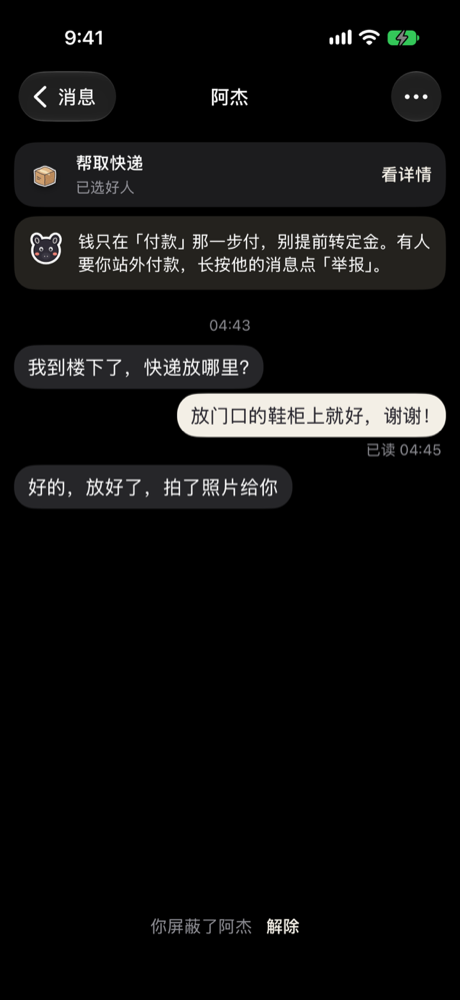 9:41
消息
阿杰
帮取快递
已选好人
看详情
钱只在「付款」那一步付，别提前转定金。有人
要你站外付款，长按他的消息点「举报」。
04:43
我到楼下了，快递放哪里？
放门口的鞋柜上就好，谢谢！
已读 04:45
好的，放好了，拍了照片给你
你屏蔽了阿杰 解除